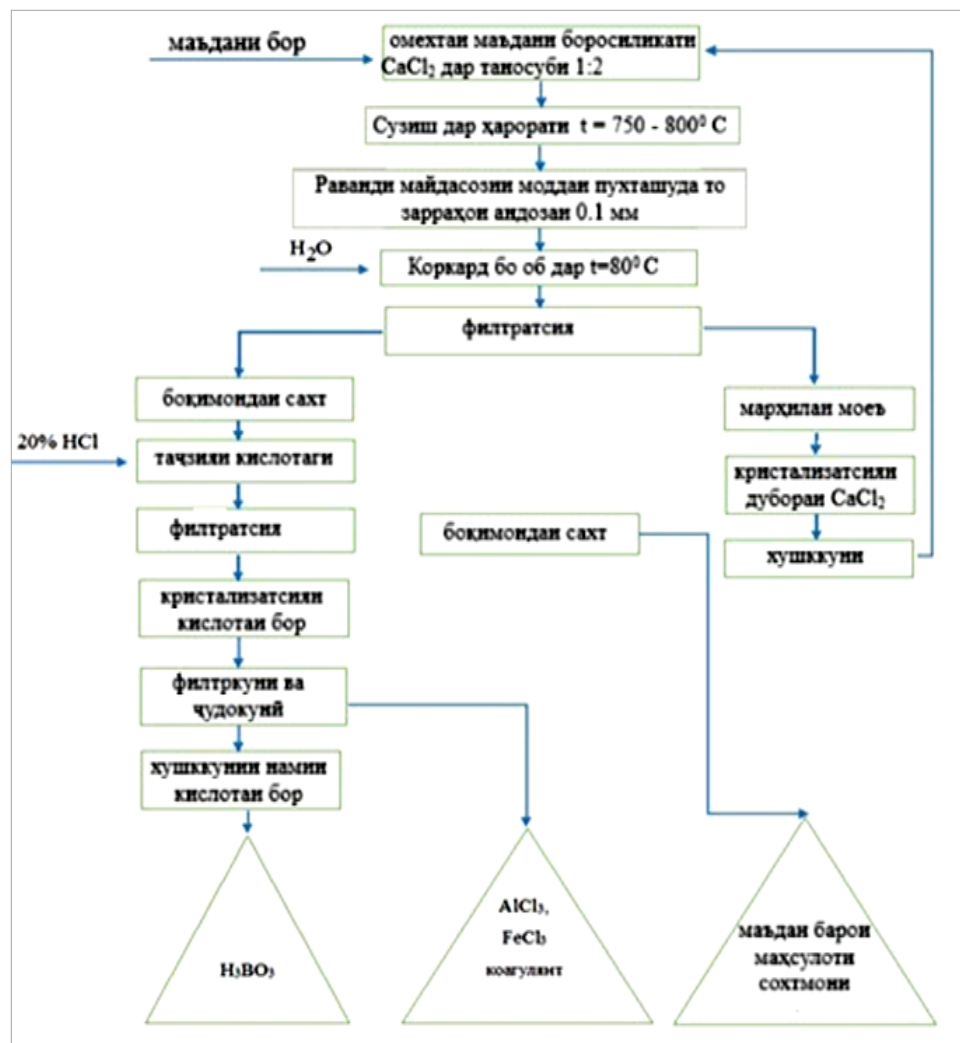 маъдани бор
омехтаи маъдани боросиликати
CaCl₂ дар таносуби 1:2
Сузиш дар ҳарорати t = 750 - 800⁰ C
Раванди майдасозии моддаи пухташуда то
зарраҳои андозаи 0.1 мм
H₂O
Коркард бо об дар t=80⁰ C
филтратсия
боқимондаи сахт
20% HCl
таҷзияи кислотаги
филтратсия
кристализатсияи
кислотаи бор
филтркуни ва
ҷудокунӣ
хушккунии намии
кислотаи бор
марҳилаи моеъ
кристализатсияи
дубораи CaCl₂
хушккуни
боқимондаи сахт
H₃BO₃
AlCl₃,
FeCl₃
коагулянт
маъдан барои
маҳсулоти
сохтмони